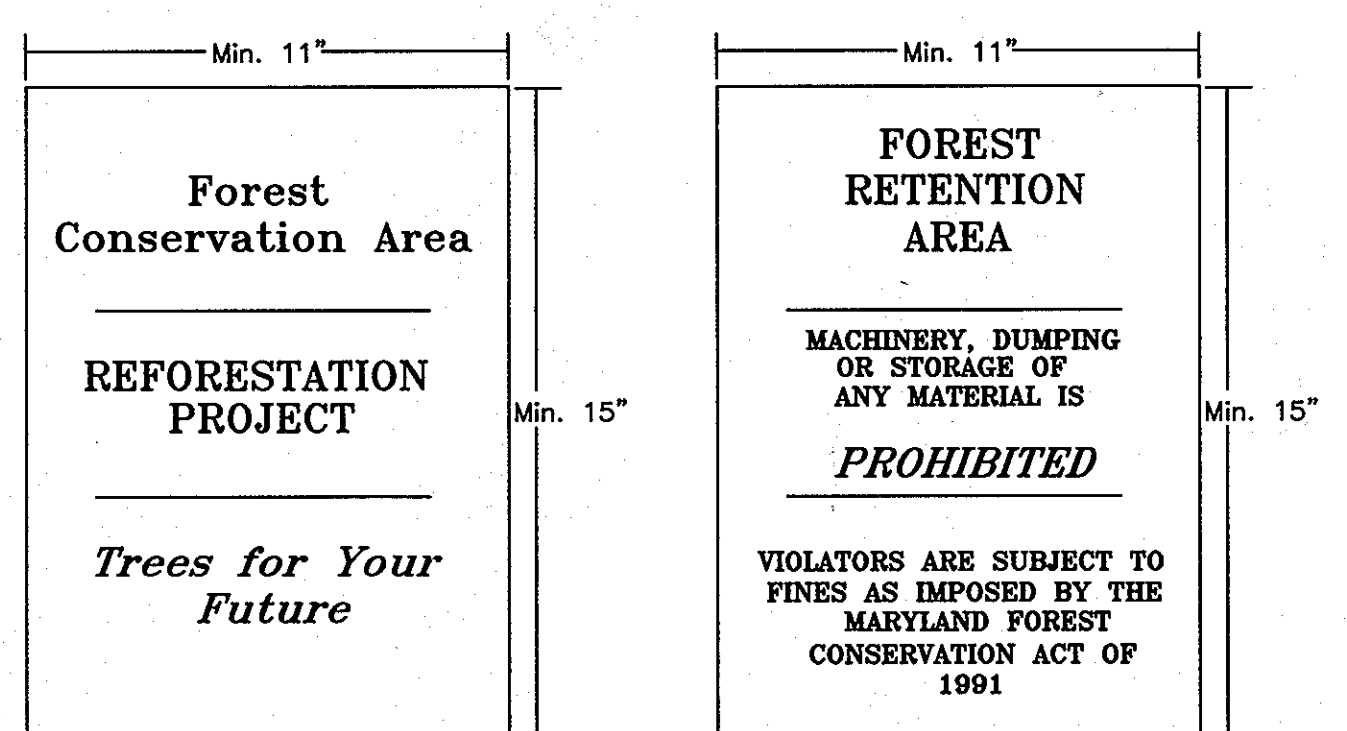 Min. 11"
Forest
Conservation Area
REFORESTATION
PROJECT
Trees for Your
Future
Min. 15"
Min. 11"
FOREST
RETENTION
AREA
MACHINERY, DUMPING
OR STORAGE OF
ANY MATERIAL IS
PROHIBITED
VIOLATORS ARE SUBJECT TO
FINES AS IMPOSED BY THE
MARYLAND FOREST
CONSERVATION ACT OF
1991
Min. 15"